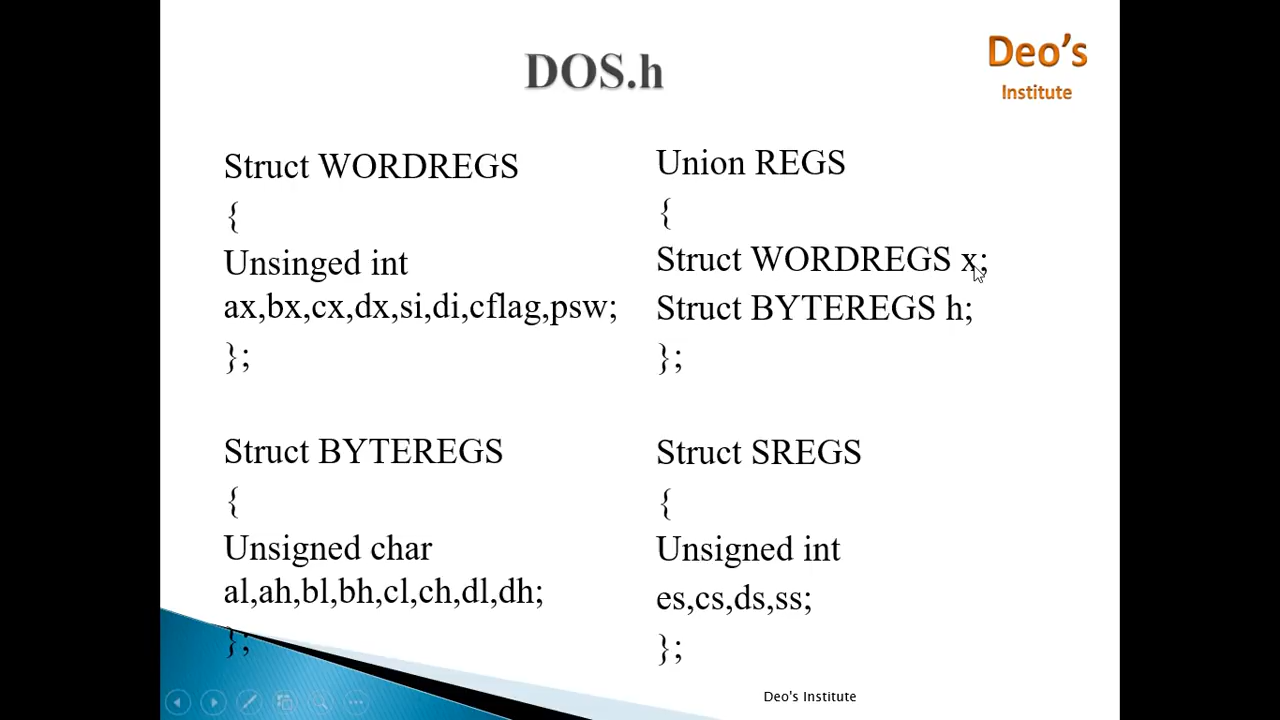 DOS.h
Deo's
Institute
Struct WORDREGS
{
Unsinged int
ax,bx,cx,dx,si,di,cflag,psw;
};
Struct BYTEREGS
{
Unsigned char
al,ah,bl,bh,cl,ch,dl,dh;
};
Union REGS
{
Struct WORDREGS x;
Struct BYTEREGS h;
};
Struct SREGS
{
Unsigned int
es,cs,ds,ss;
};
Deo's Institute